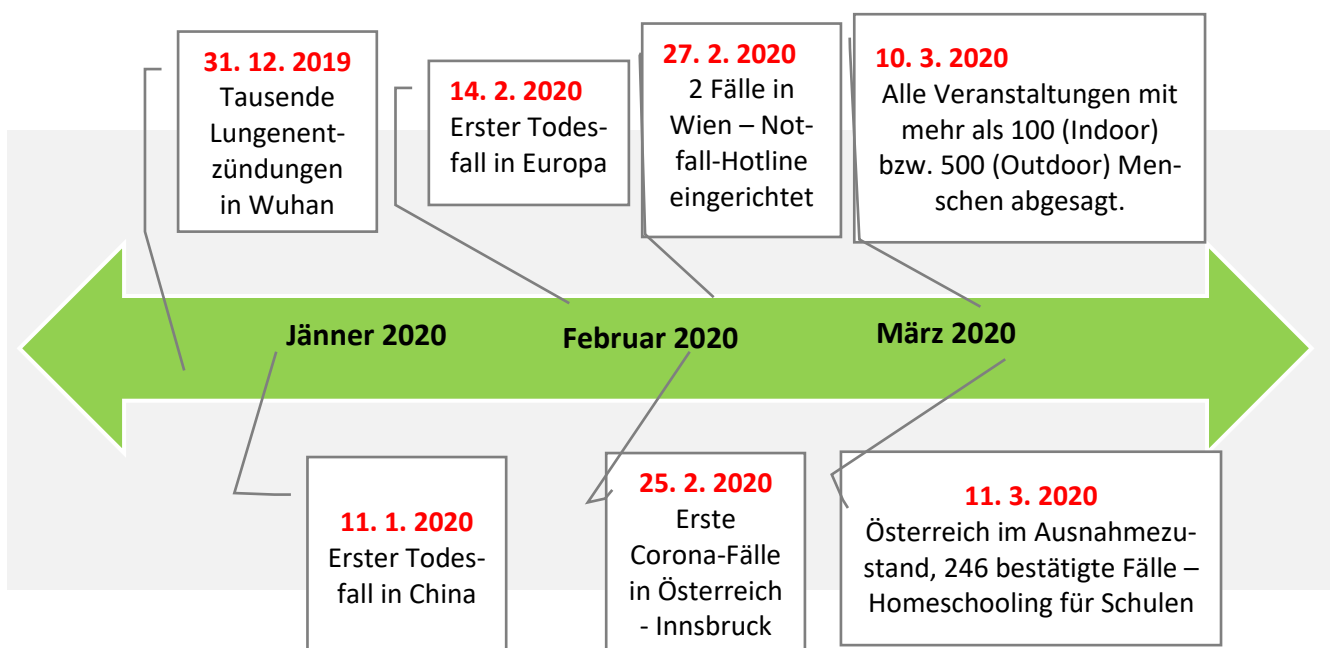 31. 12. 2019
Tausende
Lungenent-
zündungen
in Wuhan
14. 2. 2020
Erster Todes-
fall in Europa
27. 2. 2020
2 Fälle in
Wien – Not-
fall-Hotline
eingerichtet
10. 3. 2020
Alle Veranstaltungen mit
mehr als 100 (Indoor)
bzw. 500 (Outdoor) Men-
schen abgesagt.
Jänner 2020
Februar 2020
März 2020
11. 1. 2020
Erster Todes-
fall in China
25. 2. 2020
Erste
Corona-Fälle
in Österreich
- Innsbruck
11. 3. 2020
Österreich im Ausnahmezu-
stand, 246 bestätigte Fälle –
Homeschooling für Schulen